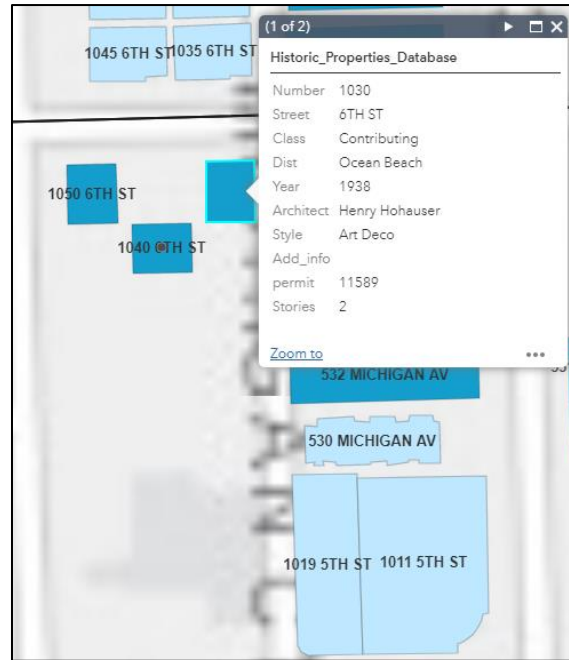 1045 6TH ST
1035 6TH ST
(1 of 2)
Historic_Properties_Database
Number 1030
Street 6TH ST
Class Contributing
Dist Ocean Beach
Year 1938
Architect Henry Hohauser
Style Art Deco
Add_info
permit 11589
Stories 2
Zoom to
1050 6TH ST
1040 6TH ST
532 MICHIGAN AV
530 MICHIGAN AV
1019 5TH ST
1011 5TH ST